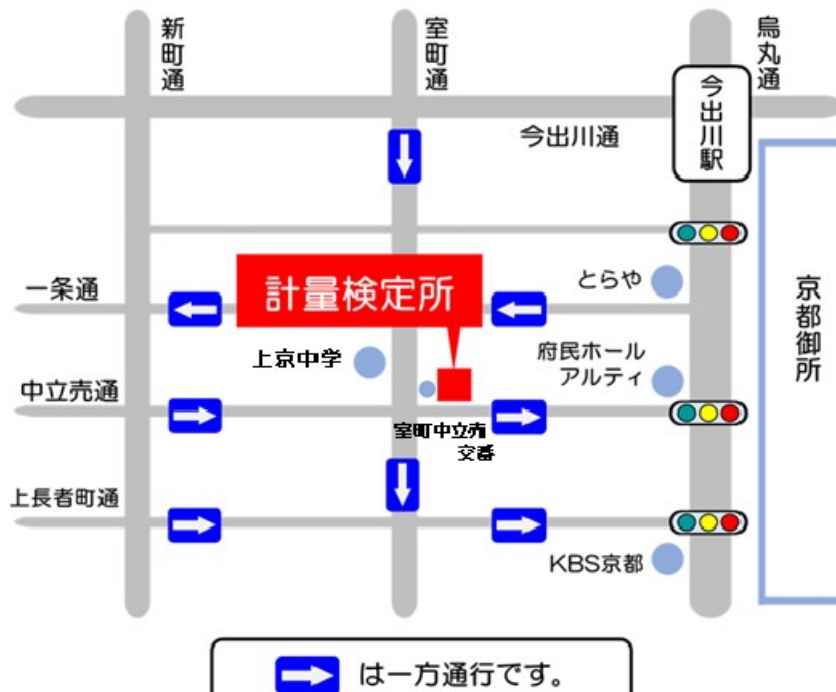 新町通
室町通
烏丸通
今出川駅
今出川通
一条通
計量検定所
とらや
京都御所
上京中学
府民ホール
アルティ
中立売通
室町中立売
交番
上長者町通
KBS京都
は一方通行です。